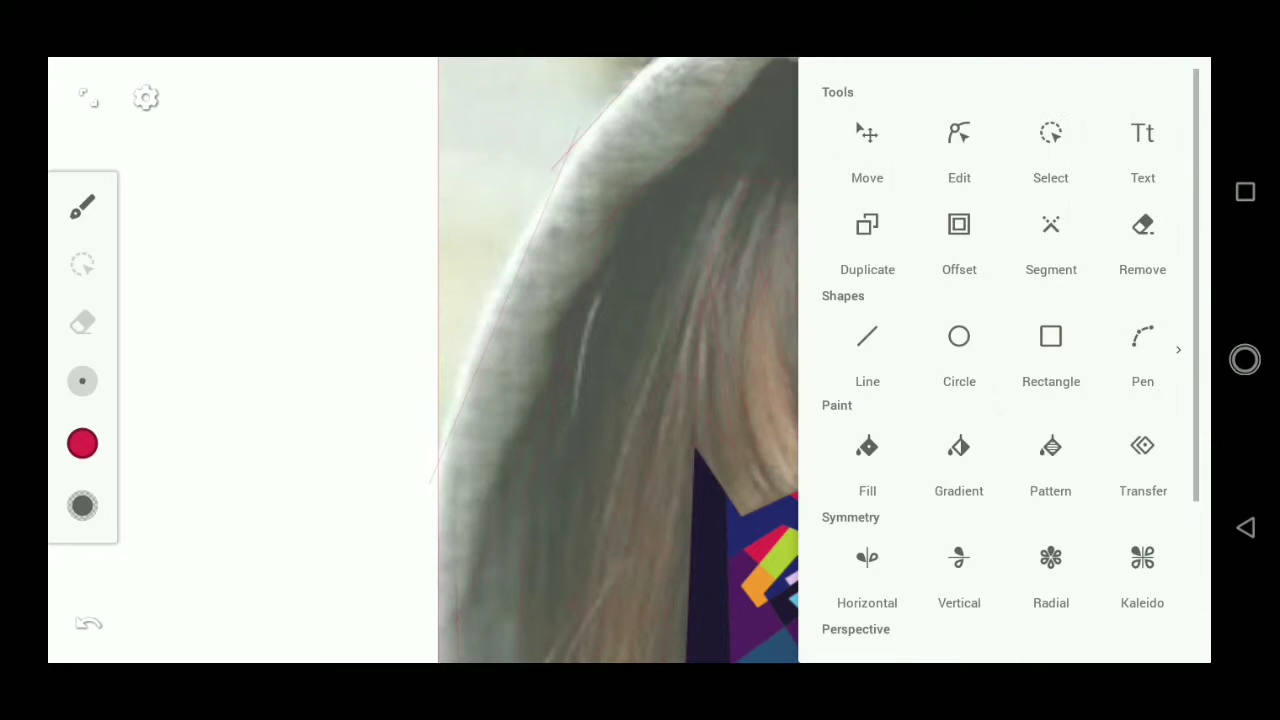 Tools
Move Edit Select Text
Duplicate Offset Segment Remove
Shapes
Line Circle Rectangle Pen
Paint
Fill Gradient Pattern Transfer
Symmetry
Horizontal Vertical Radial Kaleido
Perspective